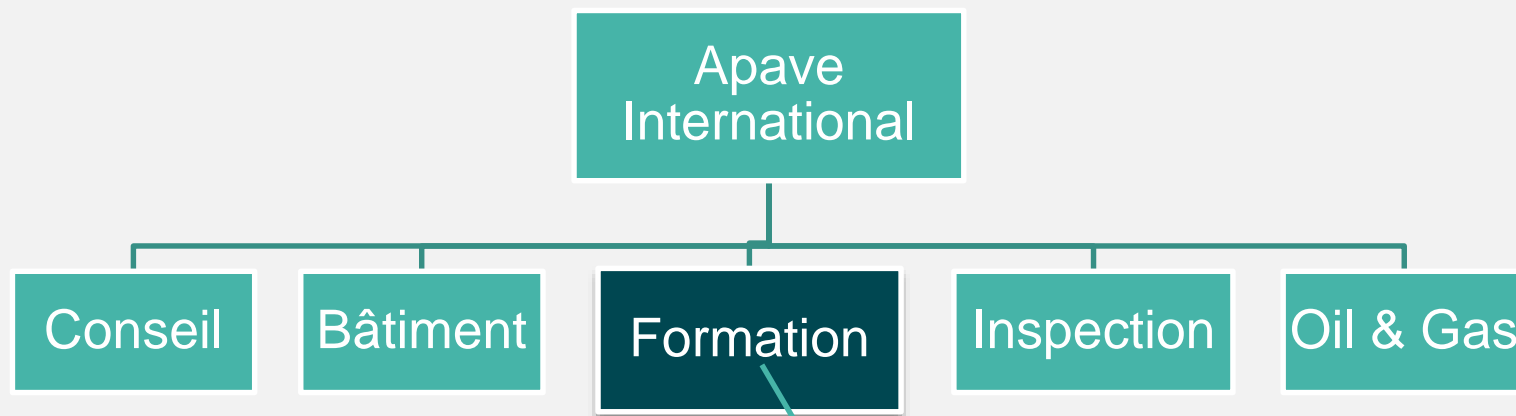 Apave
International
Conseil
Bâtiment
Formation
Inspection
Oil & Gas